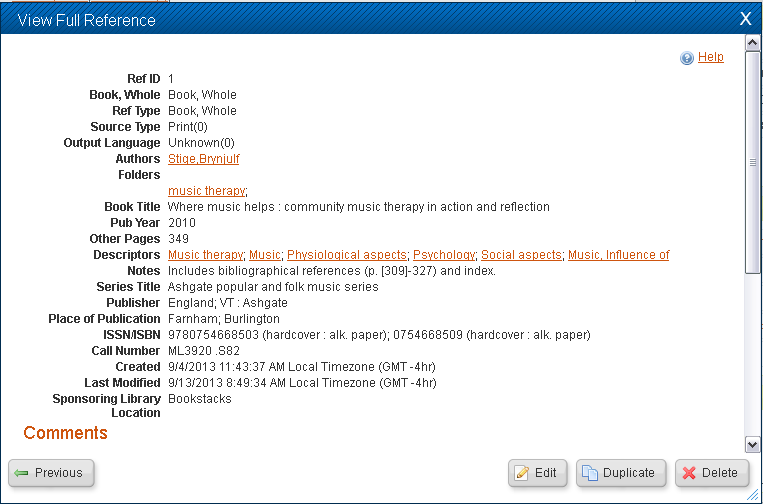 View Full Reference X
Help
Ref ID 1
Book, Whole Book, Whole
Ref Type Book, Whole
Source Type Print(0)
Output Language Unknown(0)
Authors Stige,Brynjulf
Folders
music therapy;
Book Title Where music helps : community music therapy in action and reflection
Pub Year 2010
Other Pages 349
Descriptors Music therapy; Music; Physiological aspects; Psychology; Social aspects; Music, Influence of
Notes Includes bibliographical references (p. [309]-327) and index.
Series Title Ashgate popular and folk music series
Publisher England; VT : Ashgate
Place of Publication Farnham; Burlington
ISSN/ISBN 9780754668503 (hardcover : alk. paper); 0754668509 (hardcover : alk. paper)
Call Number ML3920 .S82
Created 9/4/2013 11:43:37 AM Local Timezone (GMT -4hr)
Last Modified 9/13/2013 8:49:34 AM Local Timezone (GMT -4hr)
Sponsoring Library Bookstacks
Location
Comments
Previous Edit Duplicate Delete